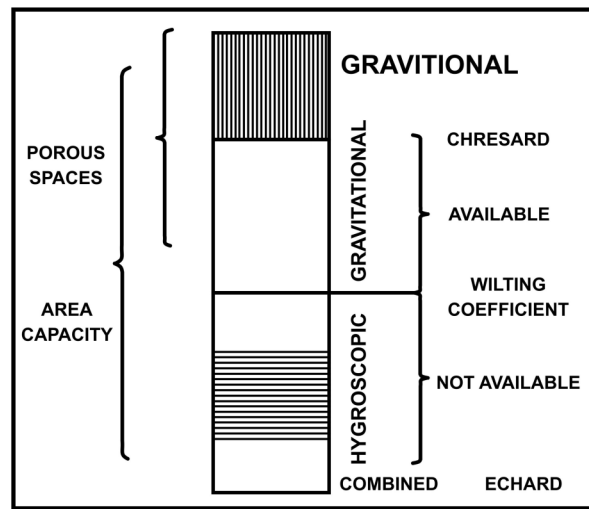 GRAVITIONAL
CHRESARD
POROUS
SPACES
GRAVITATIONAL
AVAILABLE
WILTING
COEFFICIENT
AREA
CAPACITY
HYGROSCOPIC
NOT AVAILABLE
COMBINED
ECHARD